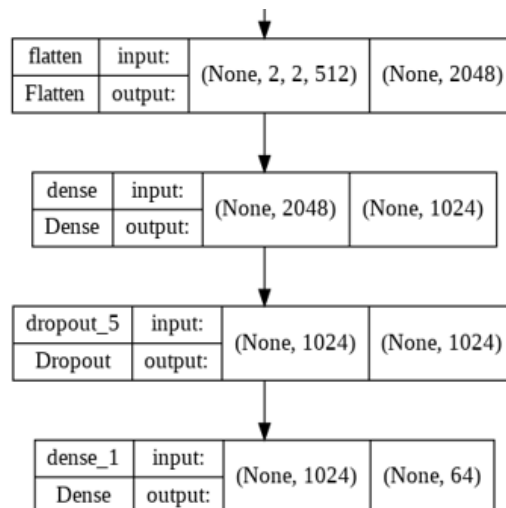 flatten input: (None, 2, 2, 512) (None, 2048)
Flatten output:
dense input: (None, 2048) (None, 1024)
Dense output:
dropout_5 input: (None, 1024) (None, 1024)
Dropout output:
dense_1 input: (None, 1024) (None, 64)
Dense output: